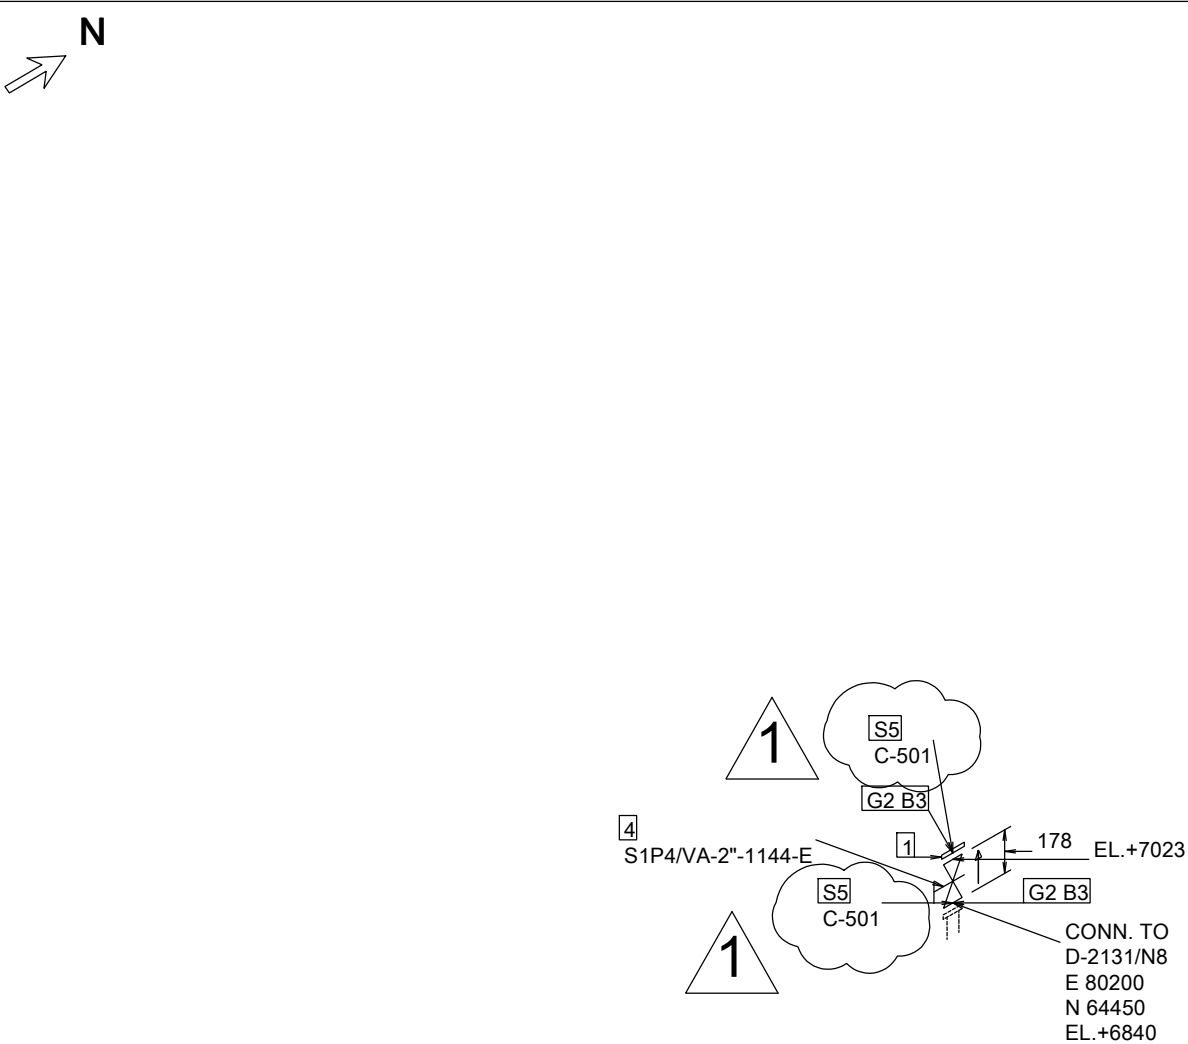 N
S5
C-501
1
G2 B3
4
S1P4/VA-2"-1144-E
1
178
EL.+7023
S5
C-501
G2 B3
1
CONN. TO
D-2131/N8
E 80200
N 64450
EL.+6840